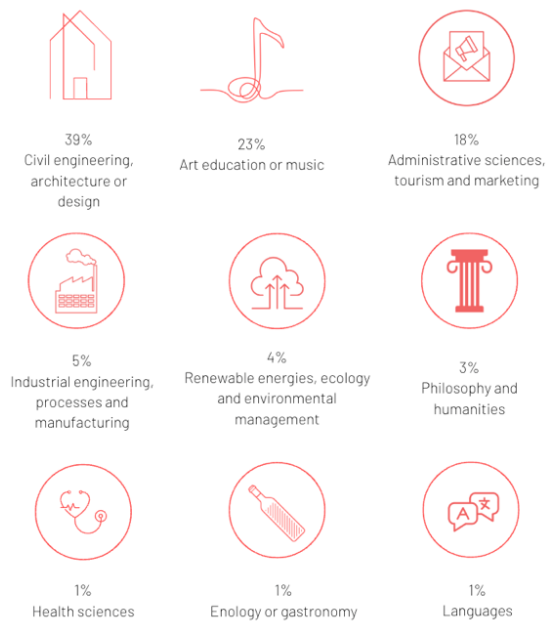 39%
Civil engineering,
architecture or
design
23%
Art education or music
18%
Administrative sciences,
tourism and marketing
5%
Industrial engineering,
processes and
manufacturing
4%
Renewable energies, ecology
and environmental
management
3%
Philosophy and
humanities
1%
Health sciences
1%
Enology or gastronomy
A 文
1%
Languages